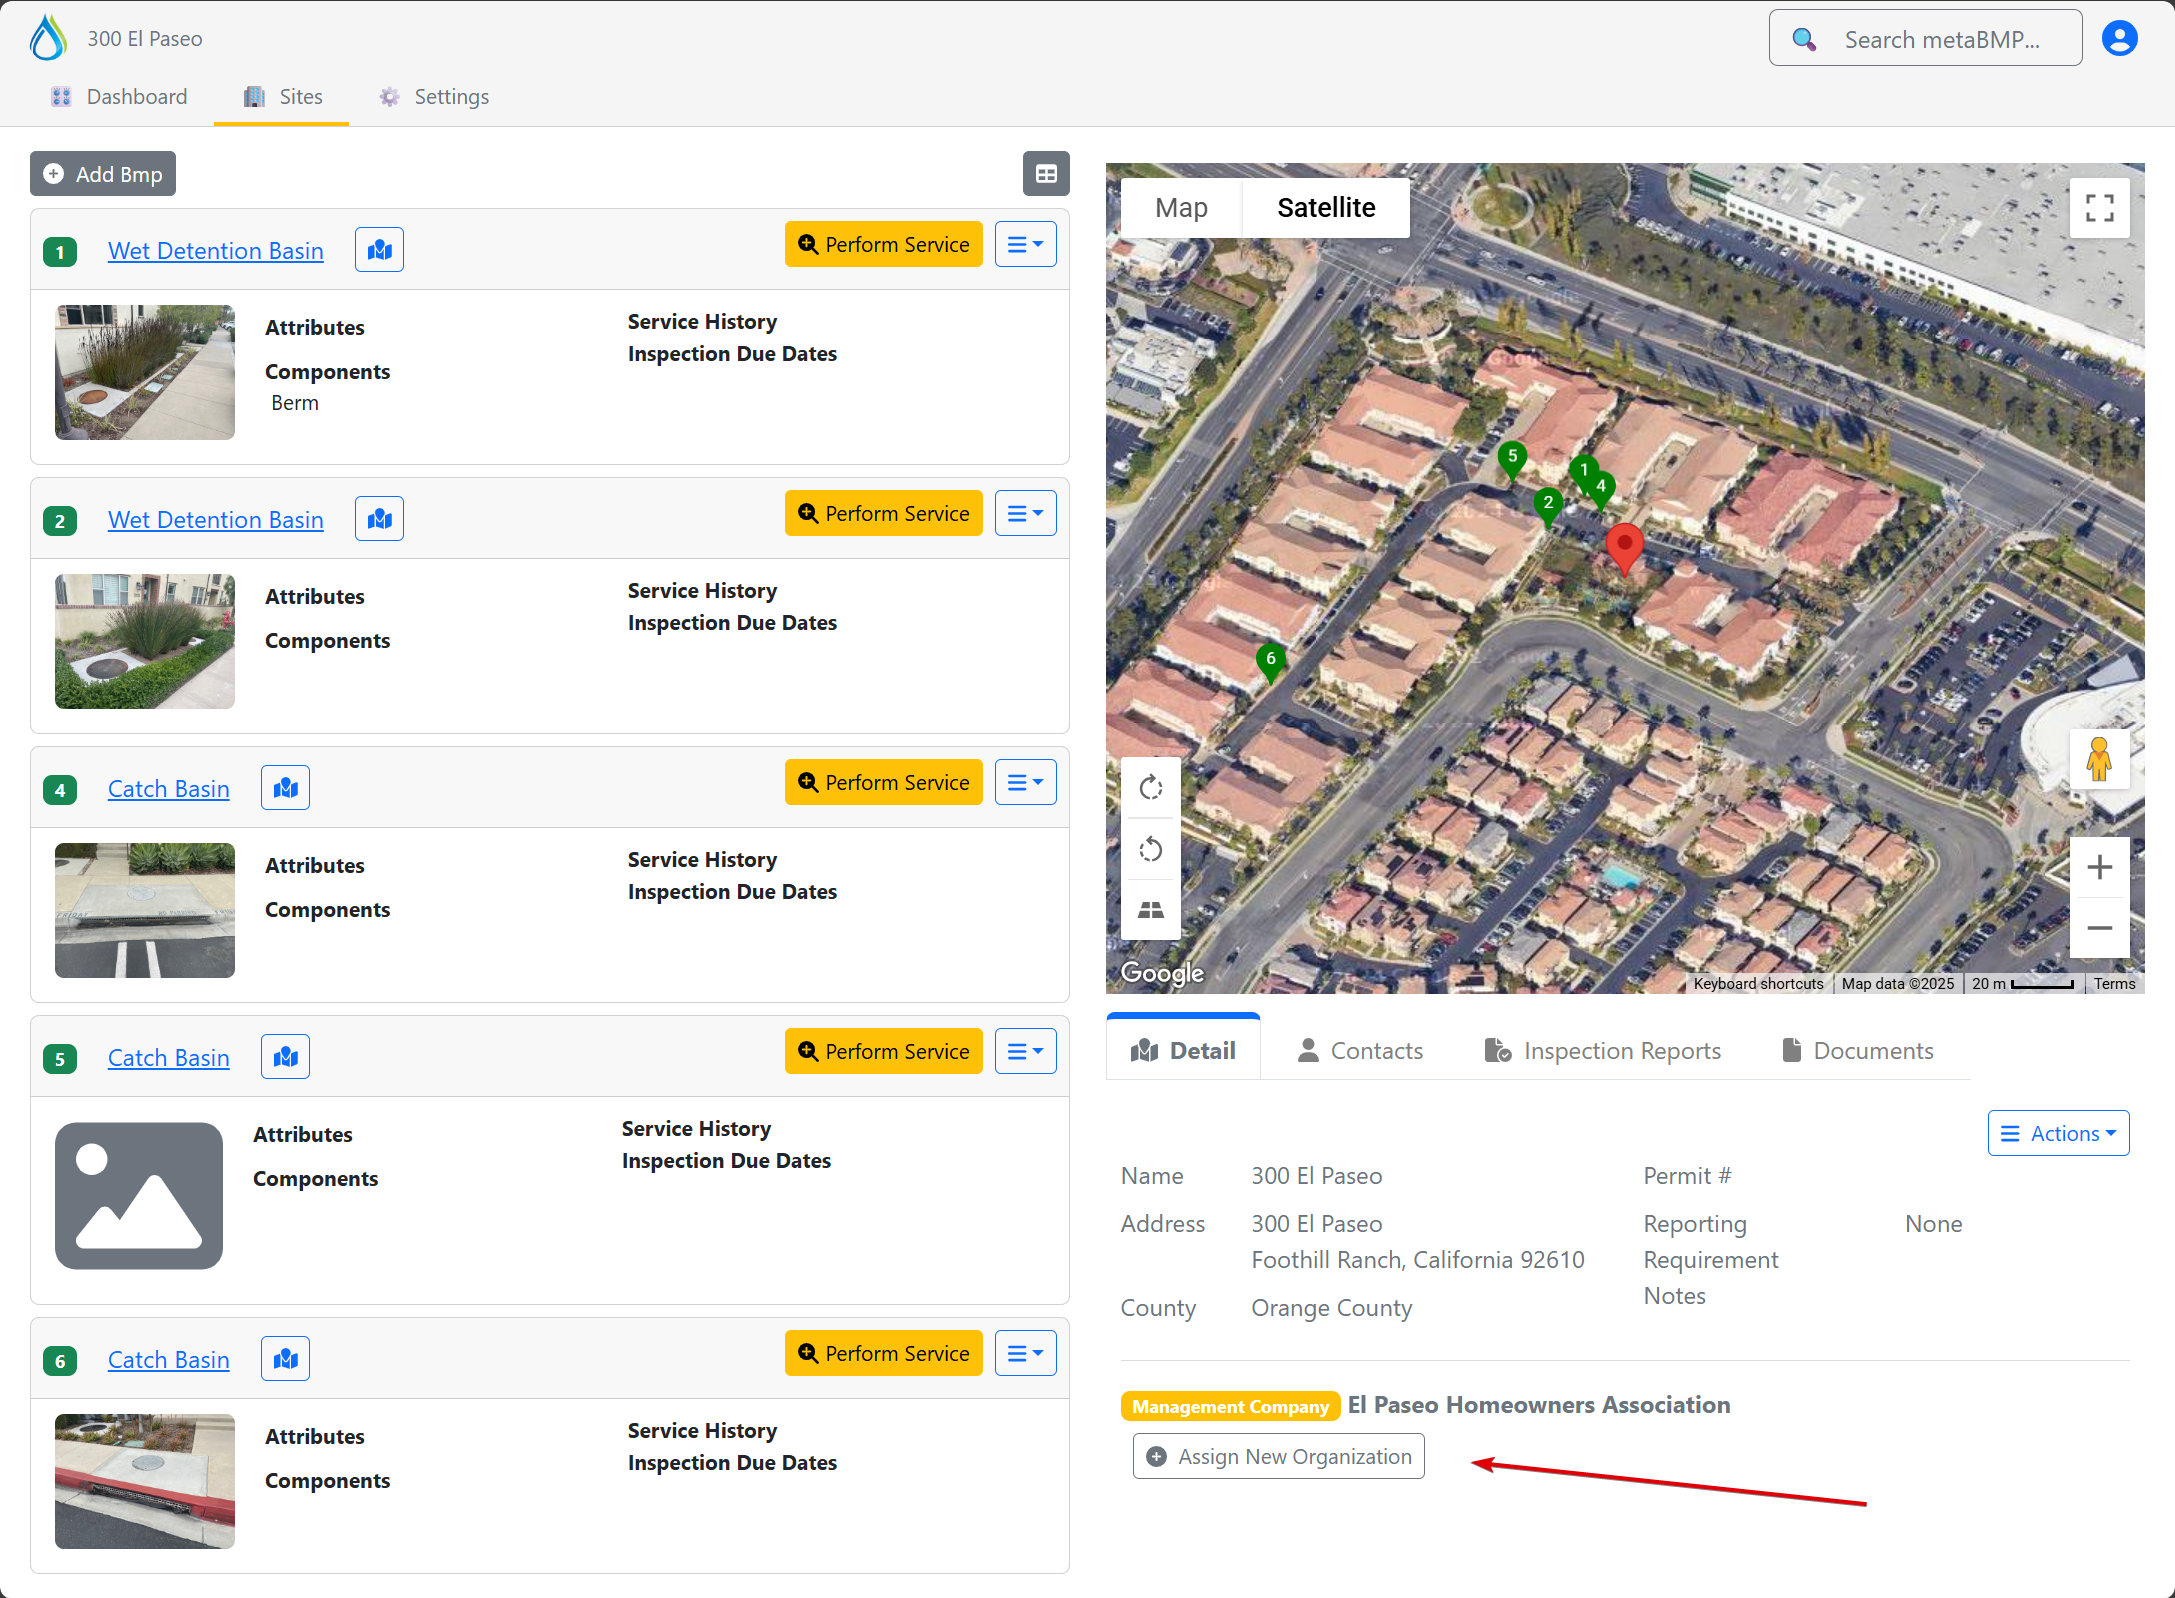 300 El Paseo
Search metaBMP...
Dashboard
Sites
Settings
Add Bmp
1
Wet Detention Basin
Perform Service
Attributes
Components
Berm
Service History
Inspection Due Dates
2
Wet Detention Basin
Perform Service
Attributes
Components
Service History
Inspection Due Dates
4
Catch Basin
Perform Service
Attributes
Components
Service History
Inspection Due Dates
5
Catch Basin
Perform Service
Attributes
Components
Service History
Inspection Due Dates
6
Catch Basin
Perform Service
Attributes
Components
Service History
Inspection Due Dates
Map
Satellite
5
1
4
2
6
Google
Keyboard shortcuts
Map data ©2025
20 m
Terms
Detail
Contacts
Inspection Reports
Documents
Actions
Name
300 El Paseo
Address
300 El Paseo
Foothill Ranch, California 92610
County
Orange County
Permit #
Reporting
Requirement
None
Notes
Management Company El Paseo Homeowners Association
Assign New Organization